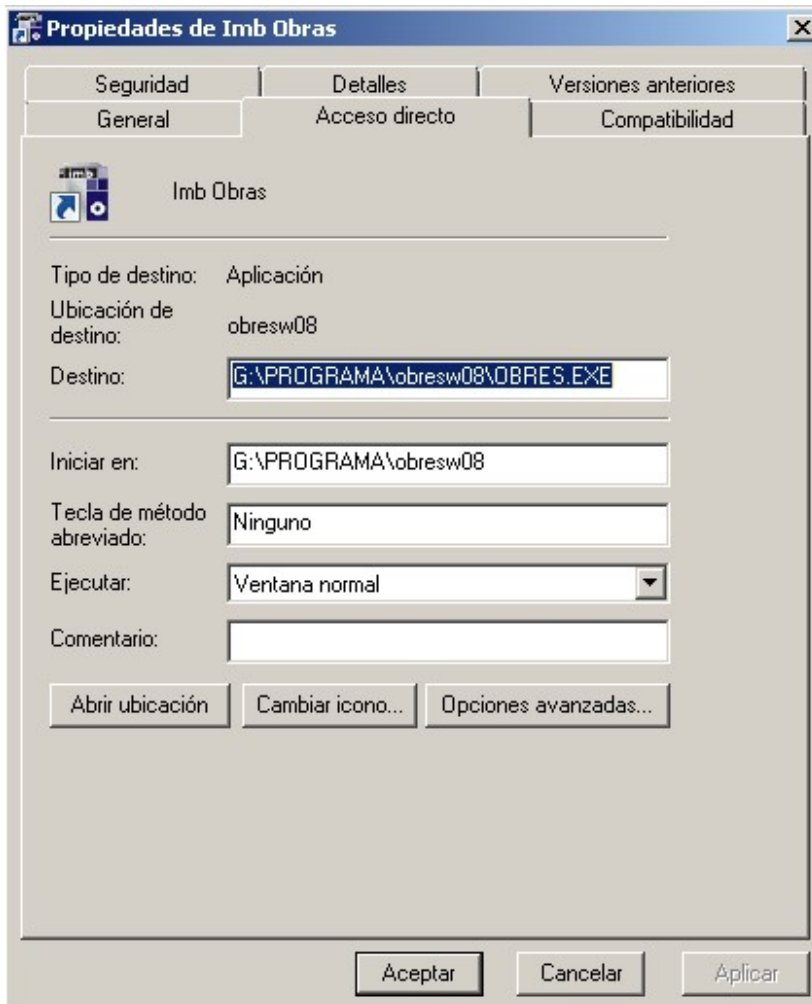 Propiedades de Imb Obras
Seguridad Detalles Versiones anteriores
General Acceso directo Compatibilidad
imb
Imb Obras
Tipo de destino: Aplicación
Ubicación de
destino: obresw08
Destino: G:\PROGRAMA\obresw08\OBRES.EXE
Iniciar en: G:\PROGRAMA\obresw08
Tecla de método
abreviado: Ninguno
Ejecutar: Ventana normal
Comentario:
Abrir ubicación Cambiar icono... Opciones avanzadas...
Aceptar Cancelar Aplicar